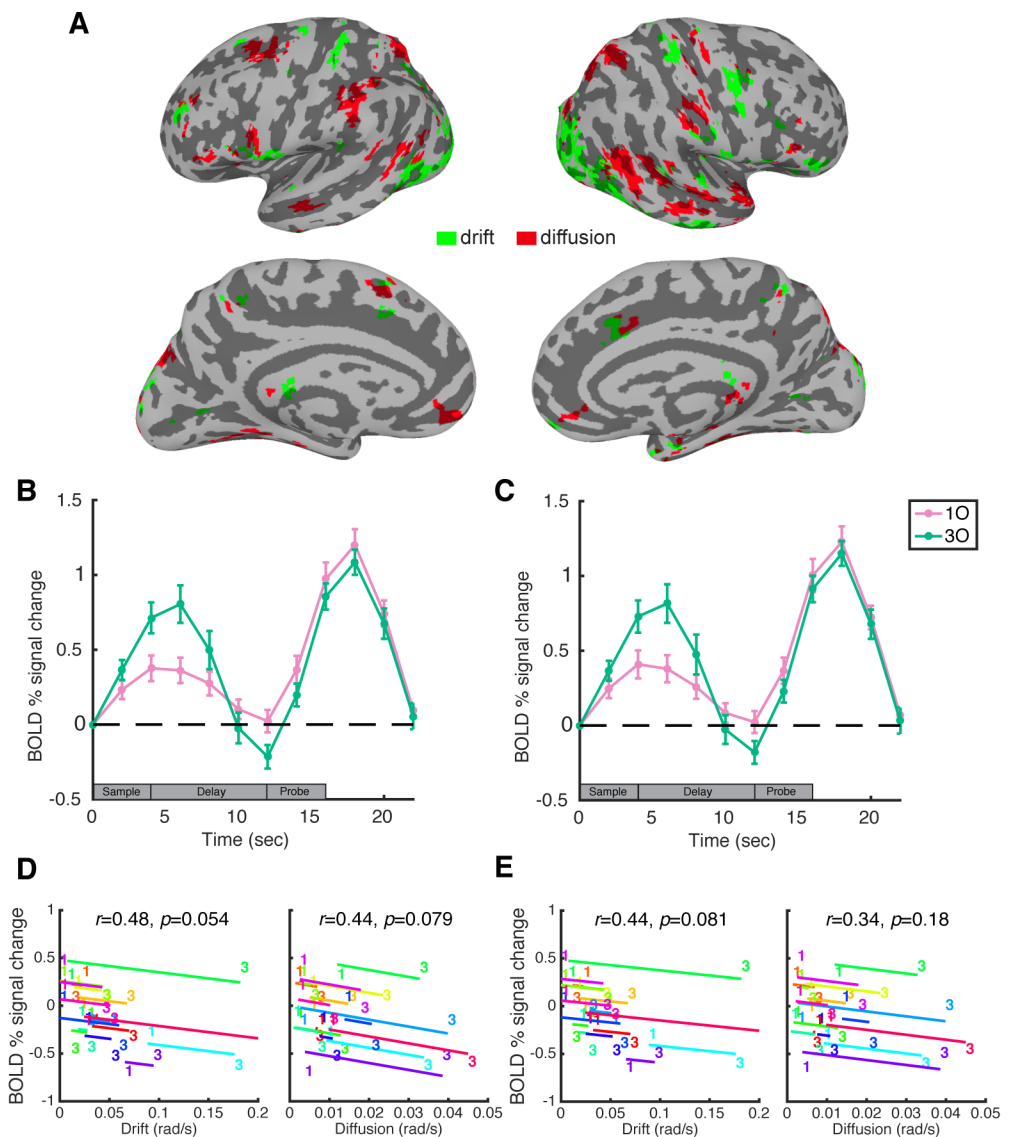 A
drift diffusion
B
1.5
1
0.5
0
-0.5
BOLD % signal change
Sample Delay Probe
0 5 10 15 20
Time (sec)
C
1.5
1
0.5
0
-0.5
BOLD % signal change
Sample Delay Probe
0 5 10 15 20
Time (sec)
1O
3O
D
r=0.48, p=0.054
r=0.44, p=0.079
1
0.5
0
-0.5
-1
BOLD % signal change
0 0.05 0.1 0.15 0.2
Drift (rad/s)
0 0.01 0.02 0.03 0.04 0.05
Diffusion (rad/s)
E
r=0.44, p=0.081
r=0.34, p=0.18
1
0.5
0
-0.5
-1
BOLD % signal change
0 0.05 0.1 0.15 0.2
Drift (rad/s)
0 0.01 0.02 0.03 0.04 0.05
Diffusion (rad/s)